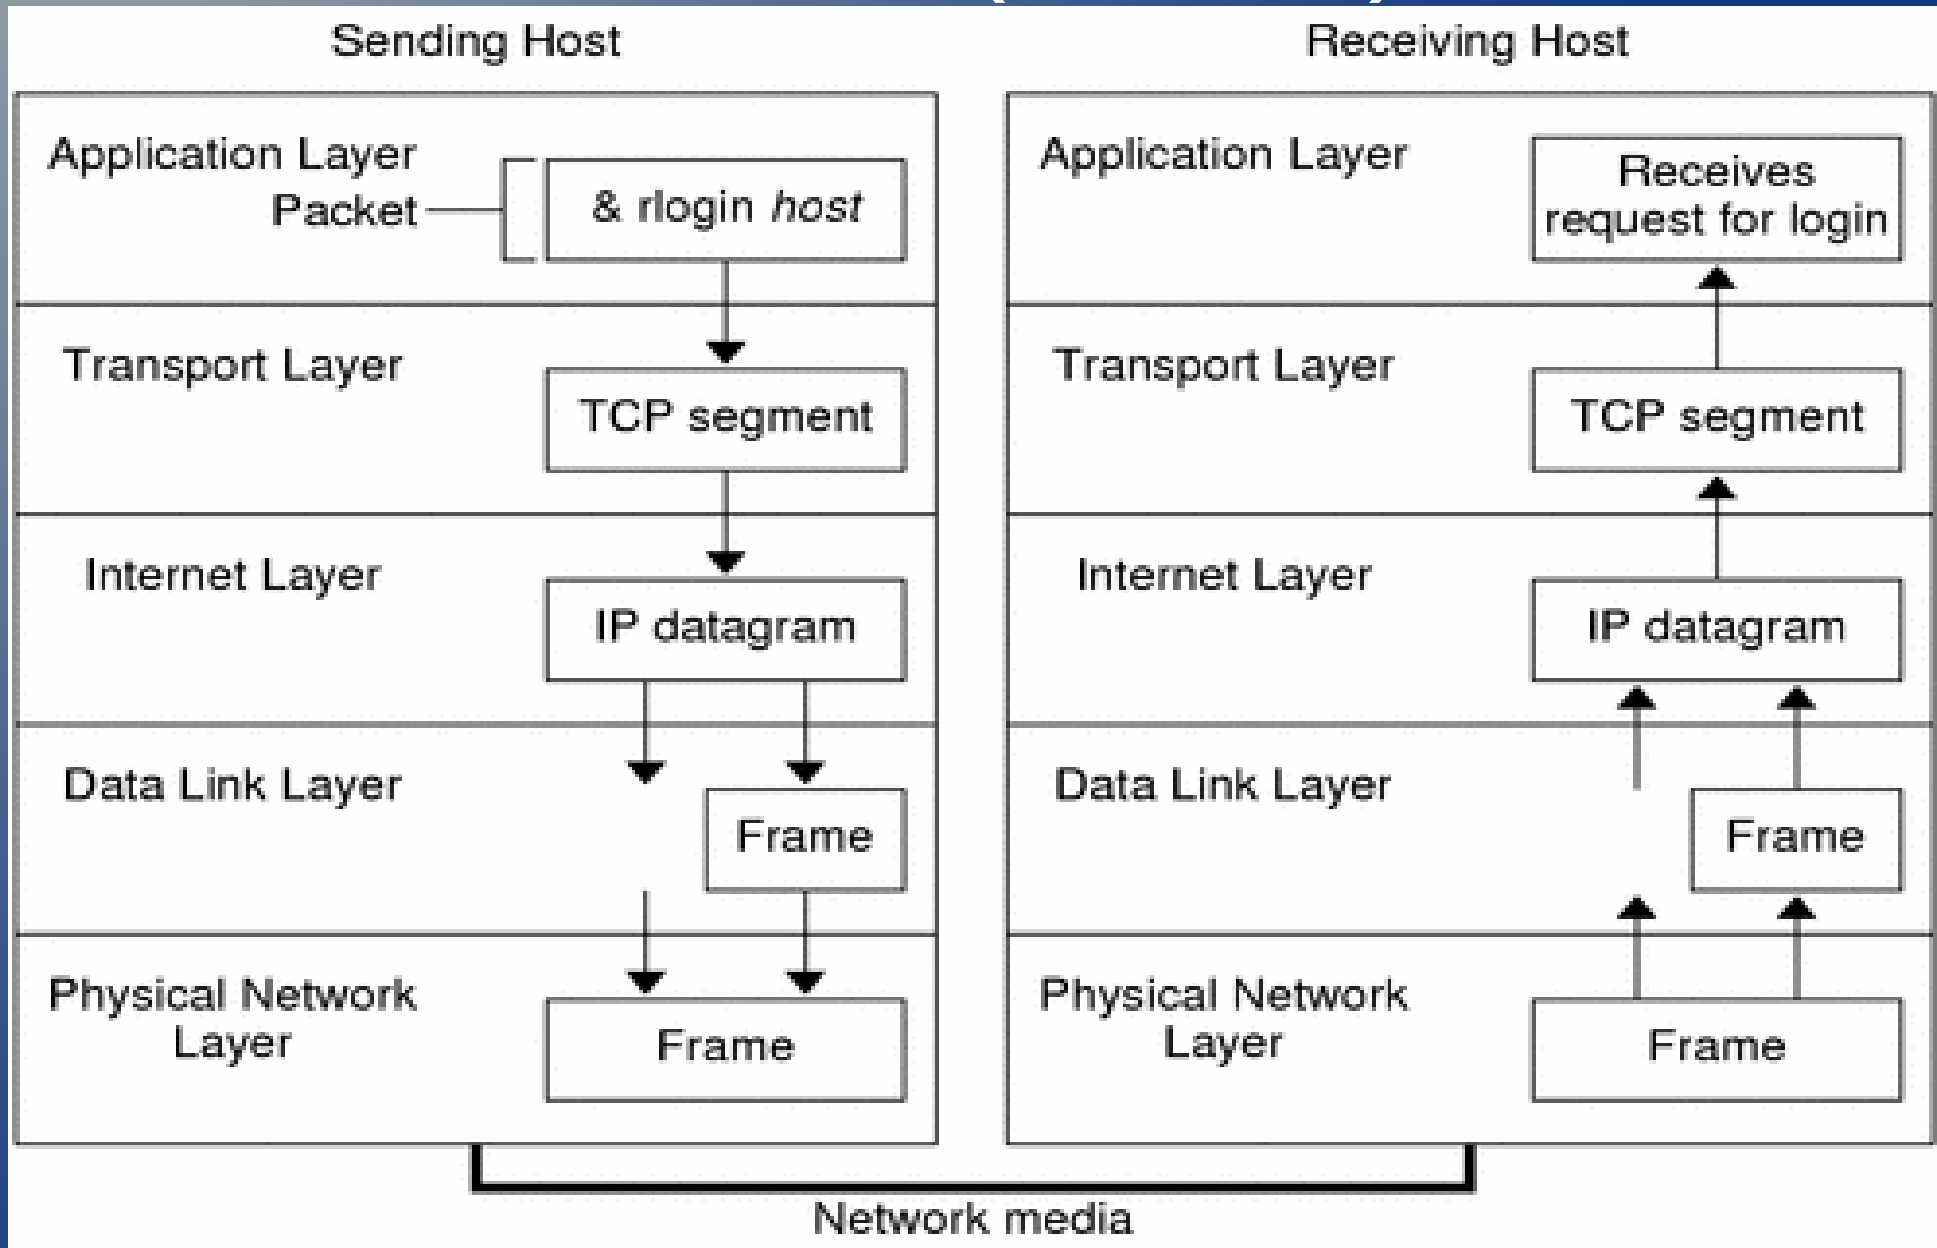 Sending Host
Application Layer
Packet
& rlogin host
Transport Layer
TCP segment
Internet Layer
IP datagram
Data Link Layer
Frame
Physical Network
Layer
Frame
Receiving Host
Application Layer
Receives
request for login
Transport Layer
TCP segment
Internet Layer
IP datagram
Data Link Layer
Frame
Physical Network
Layer
Frame
Network media